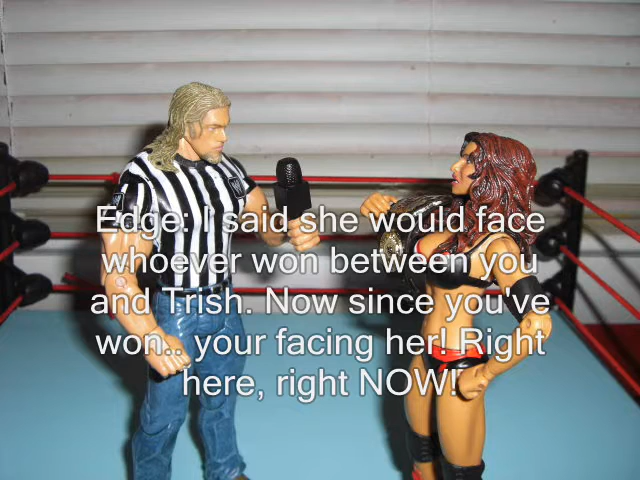 Edge: I said she would face
whoever won between you
and Trish. Now since you've
won.. your facing her! Right
here, right NOW!